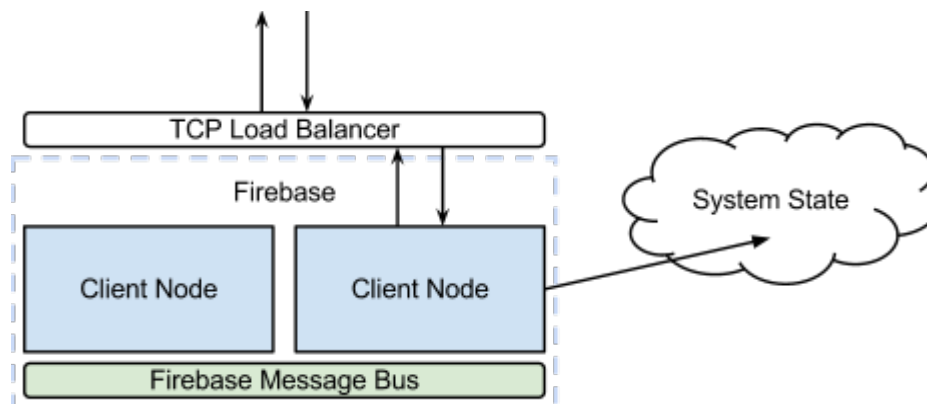 TCP Load Balancer
Firebase
System State
Client Node
Client Node
Firebase Message Bus